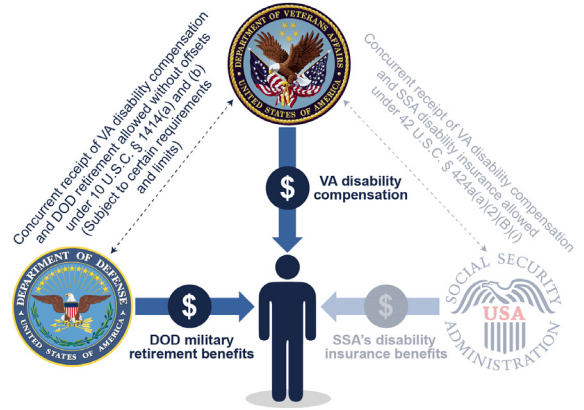 DEPARTMENT OF VETERANS AFFAIRS
UNITED STATES OF AMERICA
Concurrent receipt of VA disability compensation
and DOD retirement allowed without offsets
under 10 U.S.C. § 1414(a) and (b)
(Subject to certain requirements
and limits)
Concurrent receipt of VA disability compensation
and SSA disability insurance allowed
under 42 U.S.C. § 424a(a)(2)(B)(i)
$
VA disability
compensation
DEPARTMENT OF DEFENSE
UNITED STATES OF AMERICA
$
DOD military
retirement benefits
$
SSA's disability
insurance benefits
SOCIAL SECURITY
USA
ADMINISTRATION